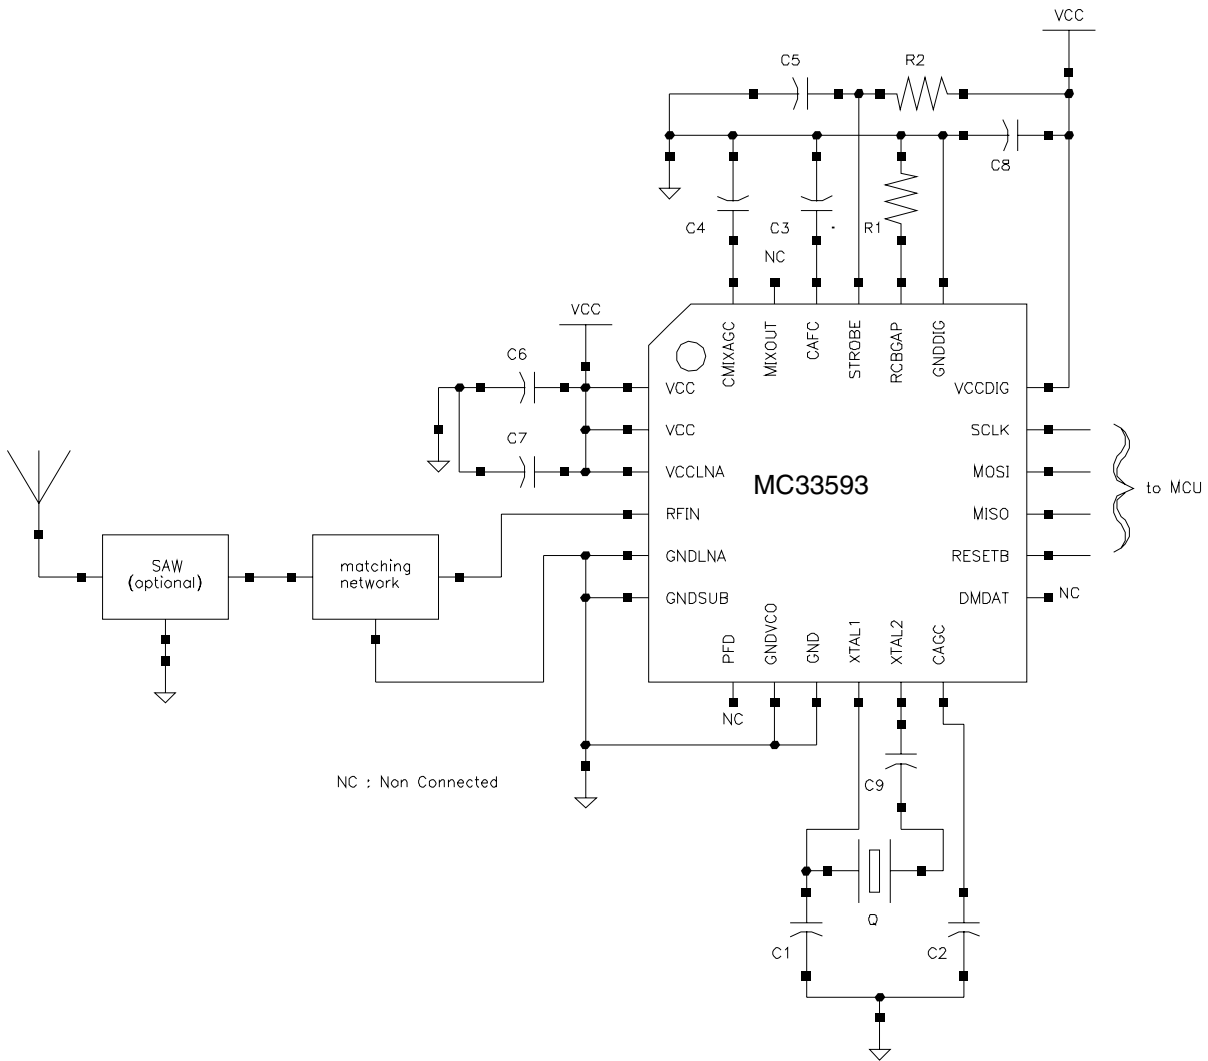 VCC
C5
R2
C8
C4
C3
R1
NC
VCC
C6
C7
CMIXAGC
MIXOUT
CAFC
STROBE
RCBGAP
GNDDIG
VCC
VCC
VCCLNA
RFIN
GNDLNA
GNDSUB
MC33593
VCCDIG
SCLK
MOSI
MISO
RESETB
DMDAT
NC
to MCU
SAW
(optional)
matching
network
PFD
GNDVCO
GND
XTAL1
XTAL2
CAGC
NC
NC : Non Connected
C9
Q
C1
C2